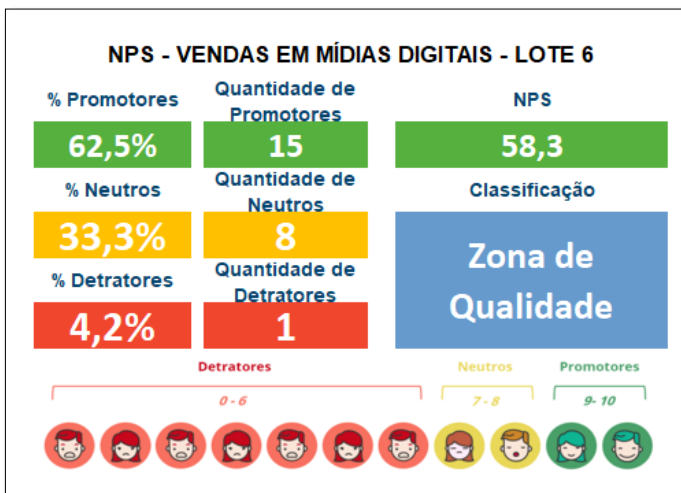 NPS - VENDAS EM MÍDIAS DIGITAIS - LOTE 6
% Promotores
Quantidade de
Promotores
NPS
62,5%
15
58,3
% Neutros
Quantidade de
Neutros
Classificação
33,3%
8
Zona de
Qualidade
% Detratores
Quantidade de
Detratores
4,2%
1
Detratores
Neutros
Promotores
0 - 6
7 - 8
9- 10